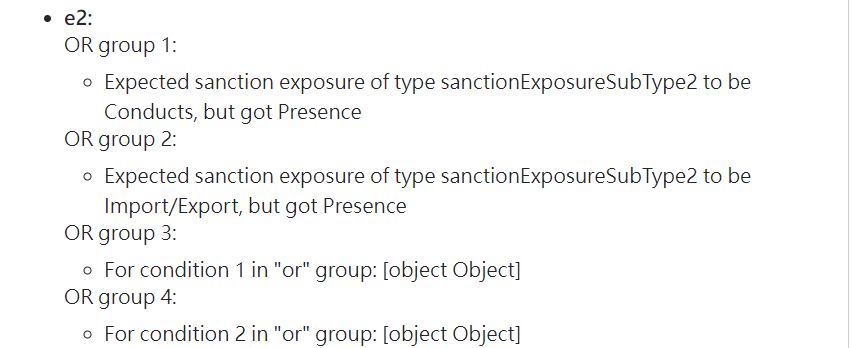 • e2:
OR group 1:
◦ Expected sanction exposure of type sanctionExposureSubType2 to be
Conducts, but got Presence
OR group 2:
◦ Expected sanction exposure of type sanctionExposureSubType2 to be
Import/Export, but got Presence
OR group 3:
◦ For condition 1 in "or" group: [object Object]
OR group 4:
◦ For condition 2 in "or" group: [object Object]